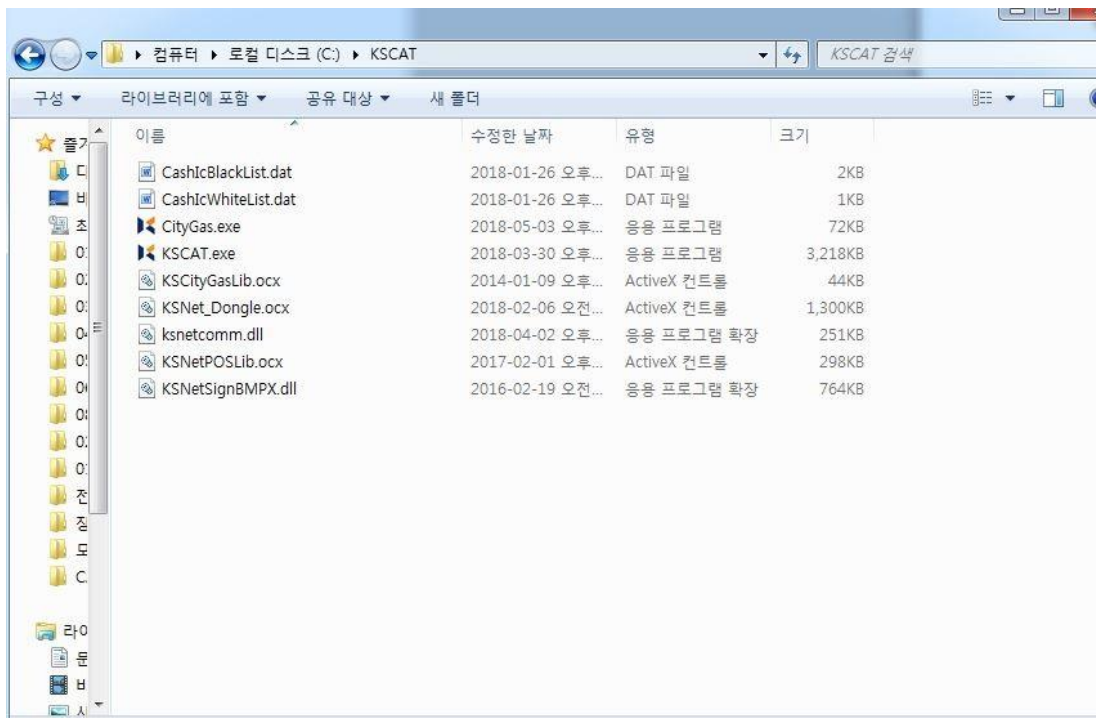 컴퓨터 ▸ 로컬 디스크 (C:) ▸ KSCAT KSCAT 검색
구성 라이브러리에 포함 공유 대상 새 폴더
이름 수정한 날짜 유형 크기
CashIcBlackList.dat 2018-01-26 오후... DAT 파일 2KB
CashIcWhiteList.dat 2018-01-26 오후... DAT 파일 1KB
CityGas.exe 2018-05-03 오후... 응용 프로그램 72KB
KSCAT.exe 2018-03-30 오후... 응용 프로그램 3,218KB
KSCityGasLib.ocx 2014-01-09 오후... ActiveX 컨트롤 44KB
KSNet_Dongle.ocx 2018-02-06 오전... ActiveX 컨트롤 1,300KB
ksnetcomm.dll 2018-04-02 오후... 응용 프로그램 확장 251KB
KSNetPOSLib.ocx 2017-02-01 오후... ActiveX 컨트롤 298KB
KSNetSignBMPX.dll 2016-02-19 오전... 응용 프로그램 확장 764KB